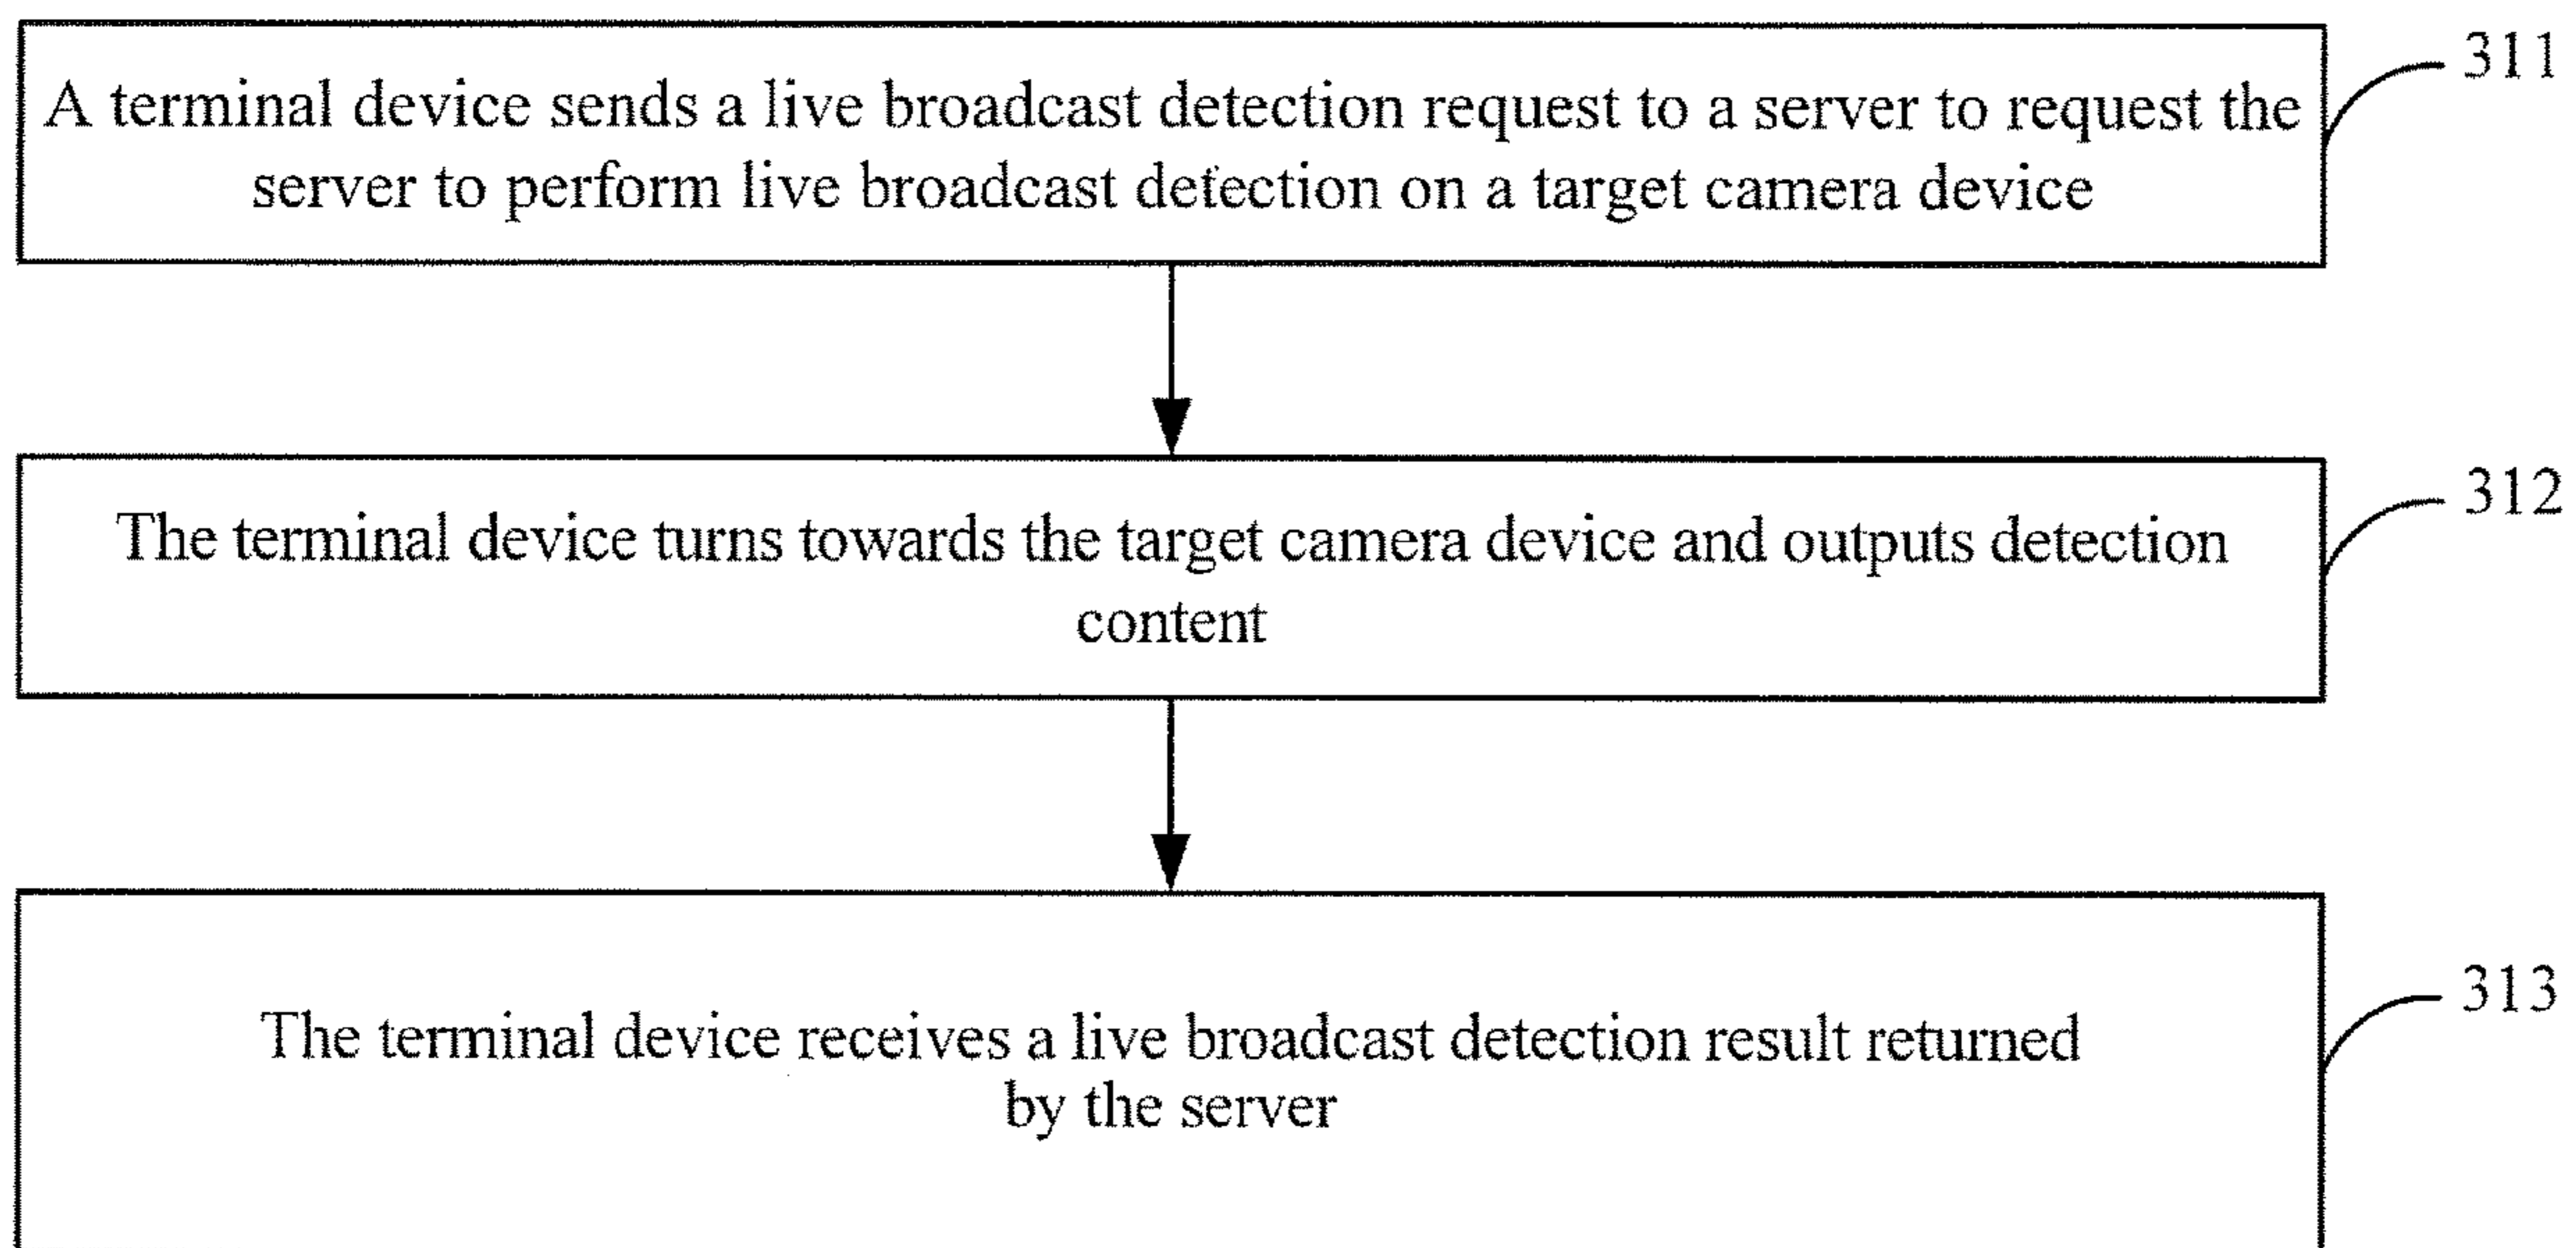 A terminal device sends a live broadcast detection request to a server to request the
server to perform live broadcast detection on a target camera device
311
The terminal device turns towards the target camera device and outputs detection
content
312
The terminal device receives a live broadcast detection result returned
by the server
313